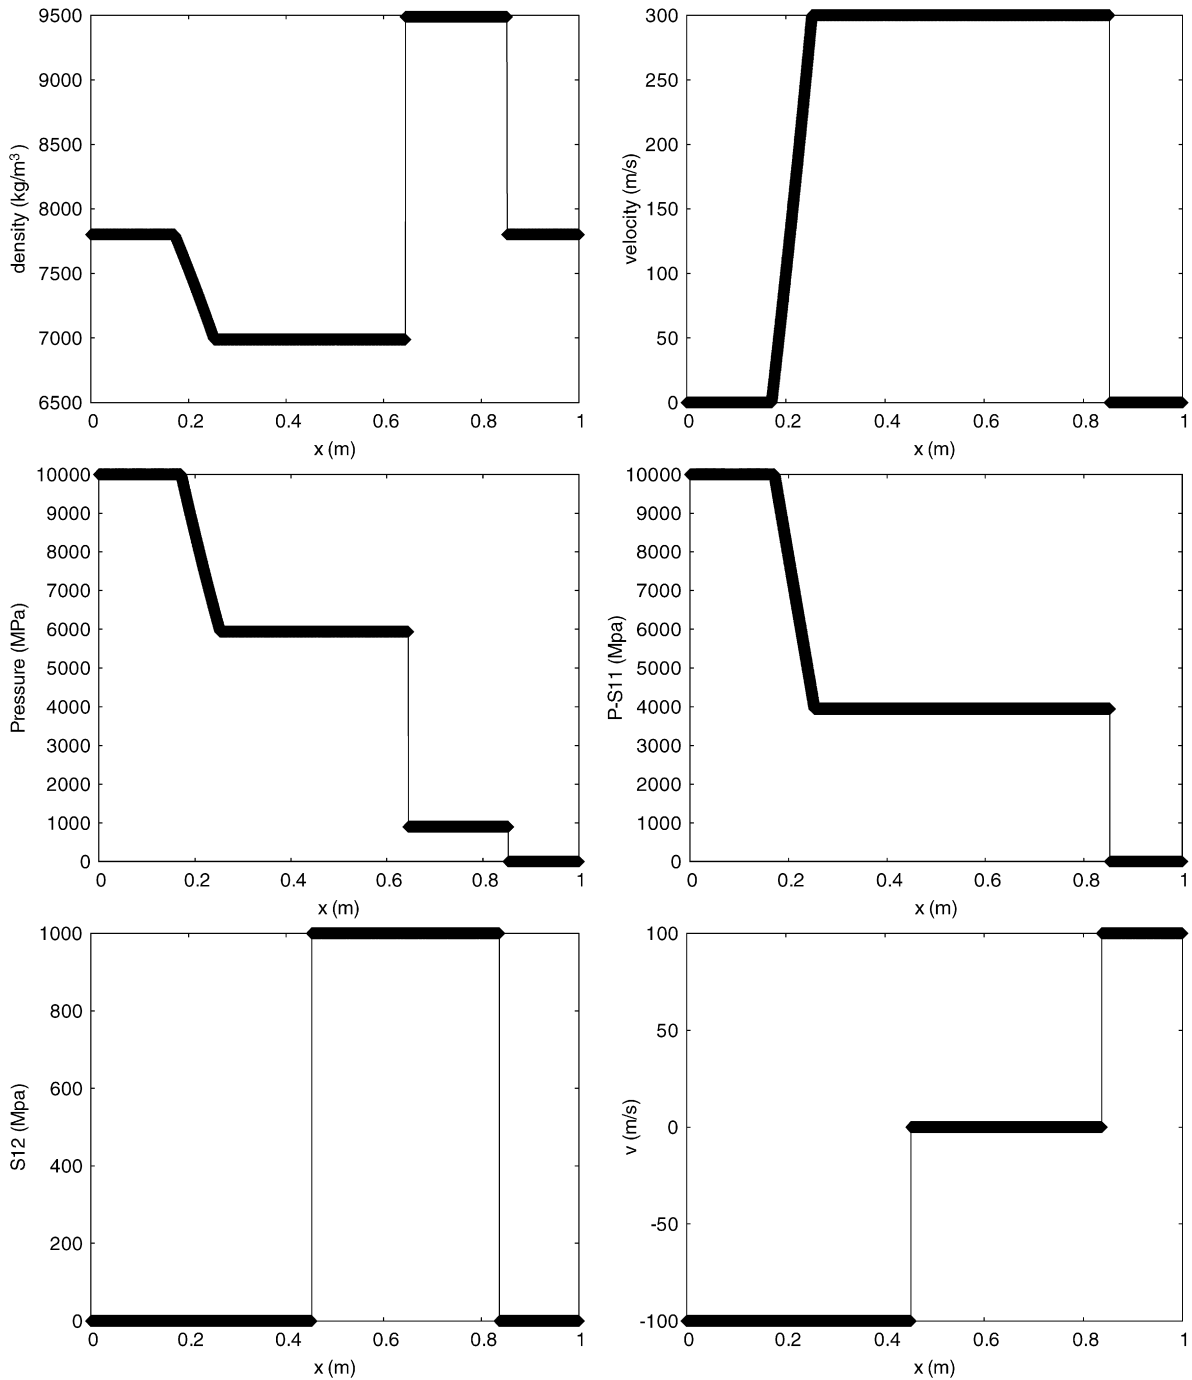 density (kg/m3)
9500
9000
8500
8000
7500
7000
6500
0 0.2 0.4 0.6 0.8 1
x (m)
velocity (m/s)
300
250
200
150
100
50
0
0 0.2 0.4 0.6 0.8 1
x (m)
Pressure (MPa)
10000
9000
8000
7000
6000
5000
4000
3000
2000
1000
0
0 0.2 0.4 0.6 0.8 1
x (m)
P-S11 (Mpa)
10000
9000
8000
7000
6000
5000
4000
3000
2000
1000
0
0 0.2 0.4 0.6 0.8 1
x (m)
S12 (Mpa)
1000
800
600
400
200
0
0 0.2 0.4 0.6 0.8 1
x (m)
v (m/s)
100
50
0
-50
-100
0 0.2 0.4 0.6 0.8 1
x (m)